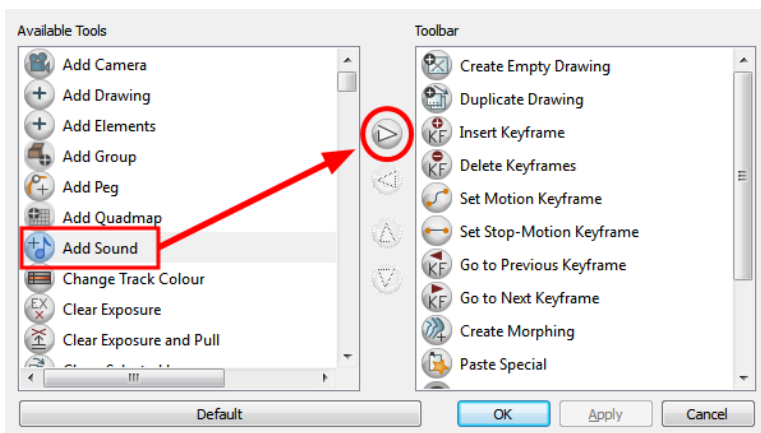 Available Tools
Add Camera
Add Drawing
Add Elements
Add Group
Add Peg
Add Quadmap
Add Sound
Change Track Colour
Clear Exposure
Clear Exposure and Pull
Toolbar
Create Empty Drawing
Duplicate Drawing
Insert Keyframe
Delete Keyframes
Set Motion Keyframe
Set Stop-Motion Keyframe
Go to Previous Keyframe
Go to Next Keyframe
Create Morphing
Paste Special
Default
OK
Apply
Cancel